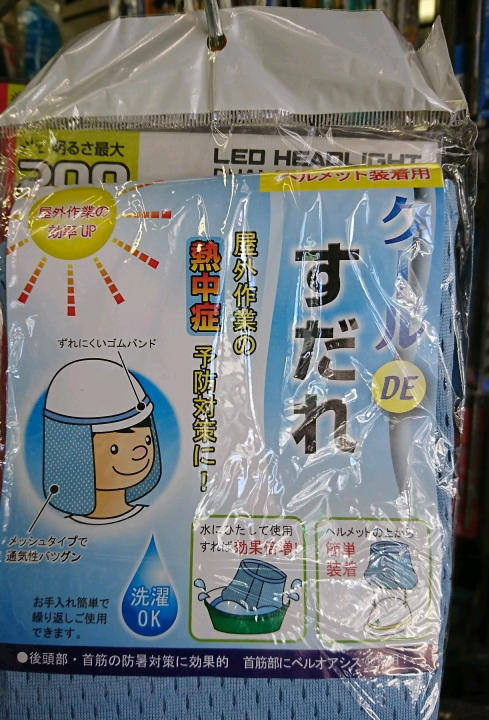 明るさ最大
200
LED HEADLIGHT
ヘルメット装着用
屋外作業の
効率UP
クール
DE
すだれ
屋外作業の
熱中症 予防対策に!
ずれにくいゴムバンド
メッシュタイプで
通気性バツグン
水にひたして使用
すれば効果倍増!
ヘルメットの上から
簡単
装着
洗濯
OK
お手入れ簡単で
繰り返しご使用
できます。
●後頭部・首筋の防暑対策に効果的 首筋部にベルオアシス